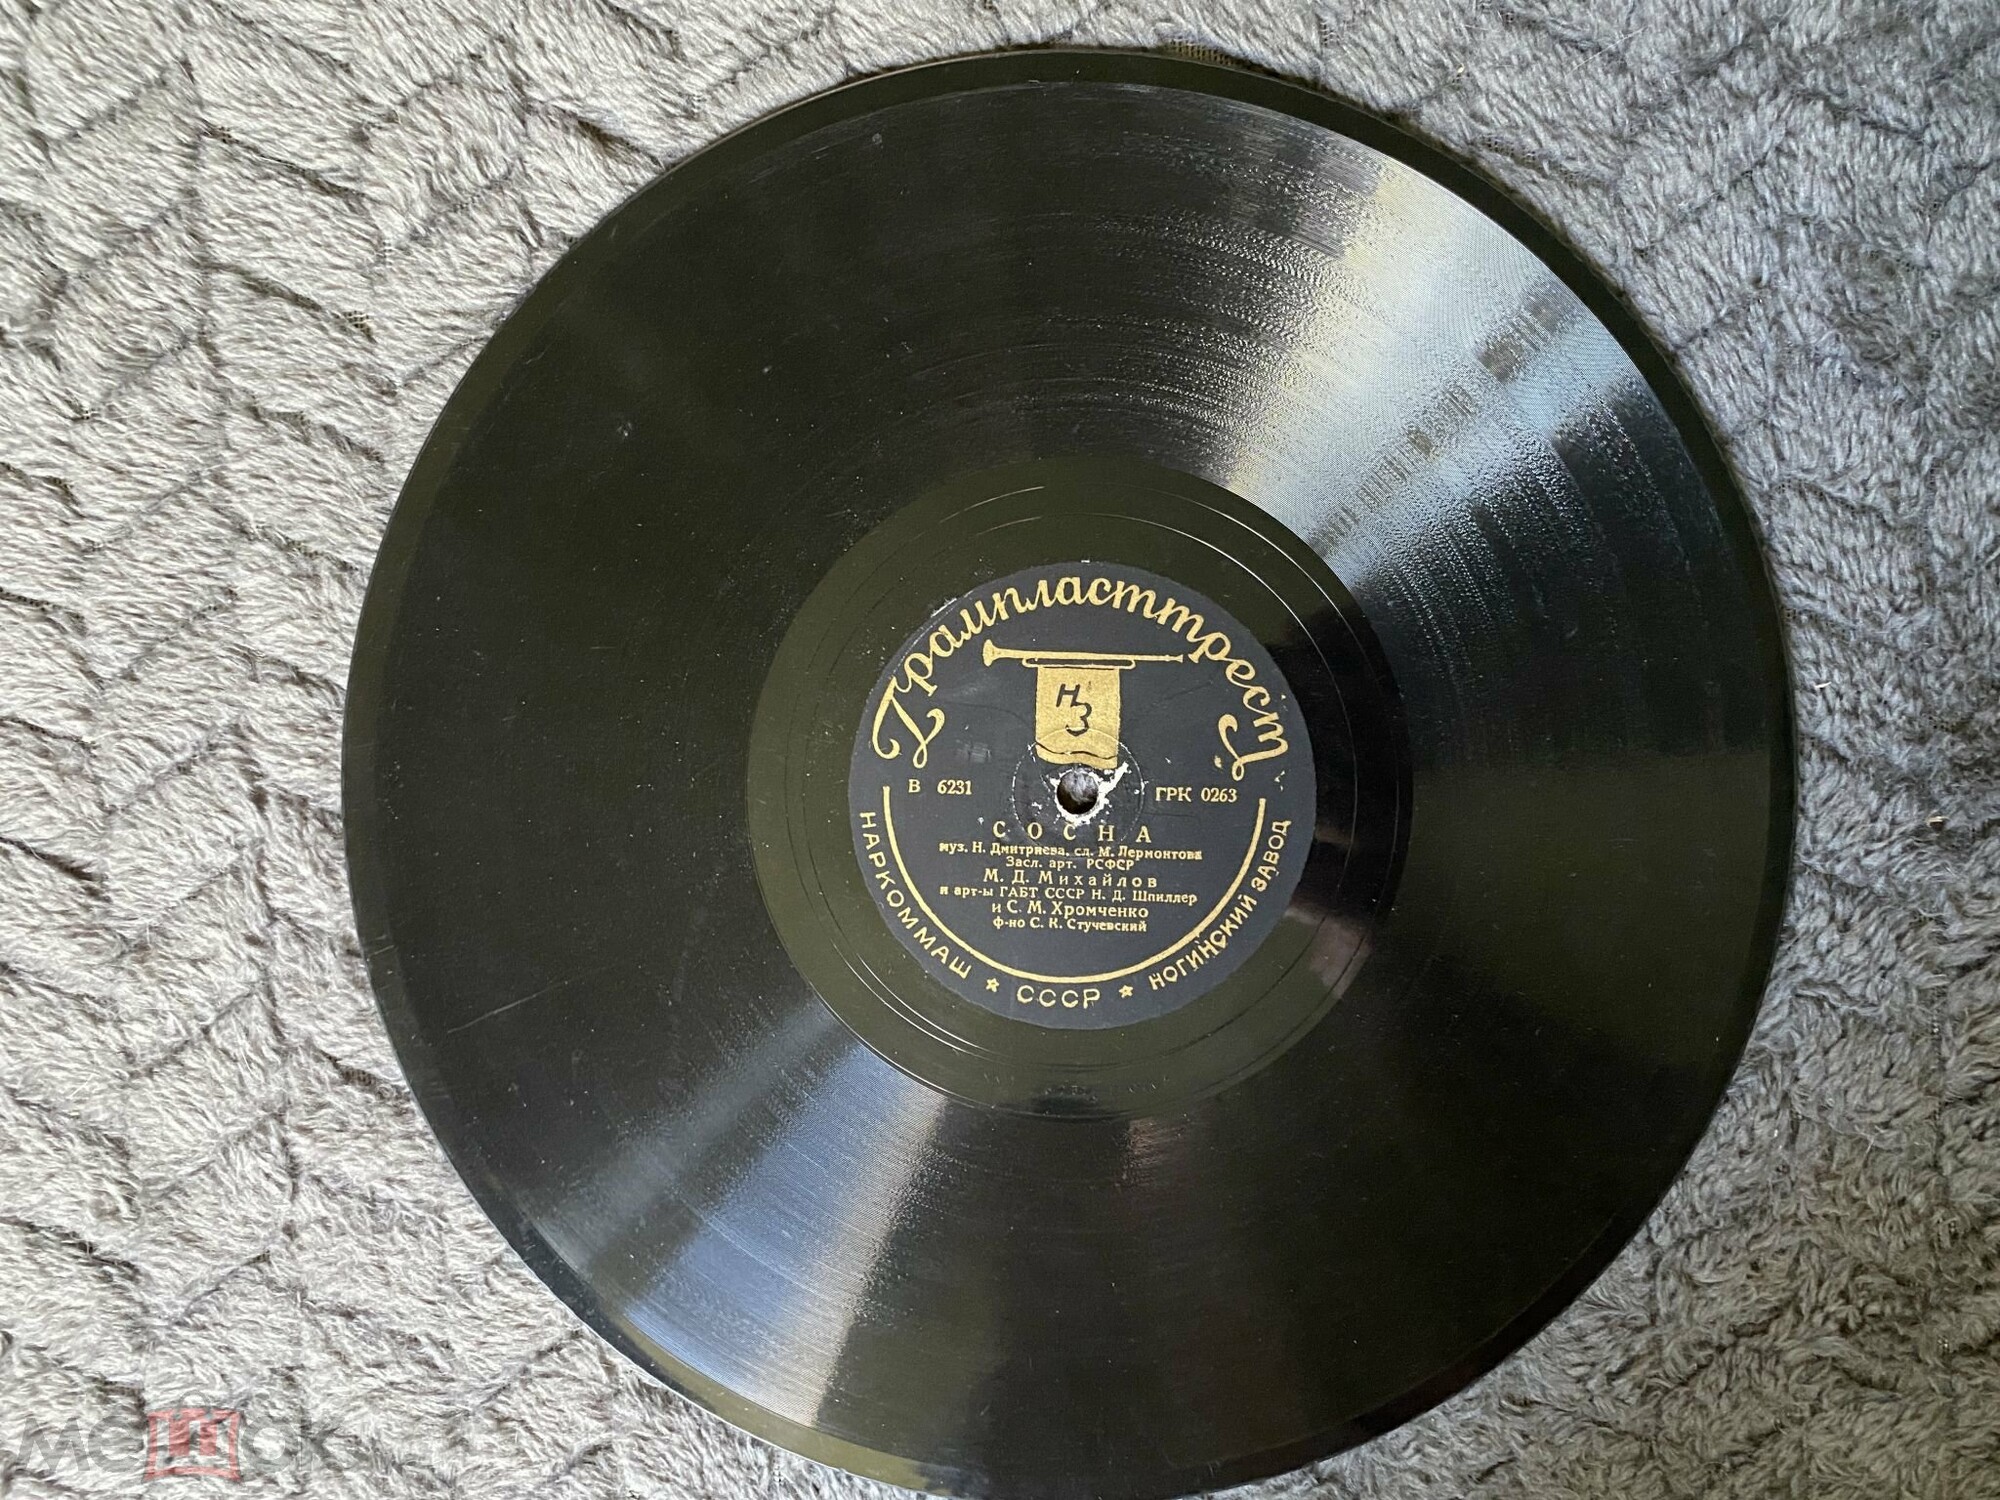 Грампласттрест
НЗ
В 6231 ГРК 0263
СОСНА
муз. Н. Дмитриева, сл. М. Лермонтова
Засл. арт. РСФСР
М. Д. Михайлов
и арт-ы ГАБТ СССР Н. Д. Шпиллер
и С. М. Хромченко
ф-но С. К. Стучевский
НАРКОММАШ ★ СССР ★ НОГИНСКИЙ ЗАВОД
мешок